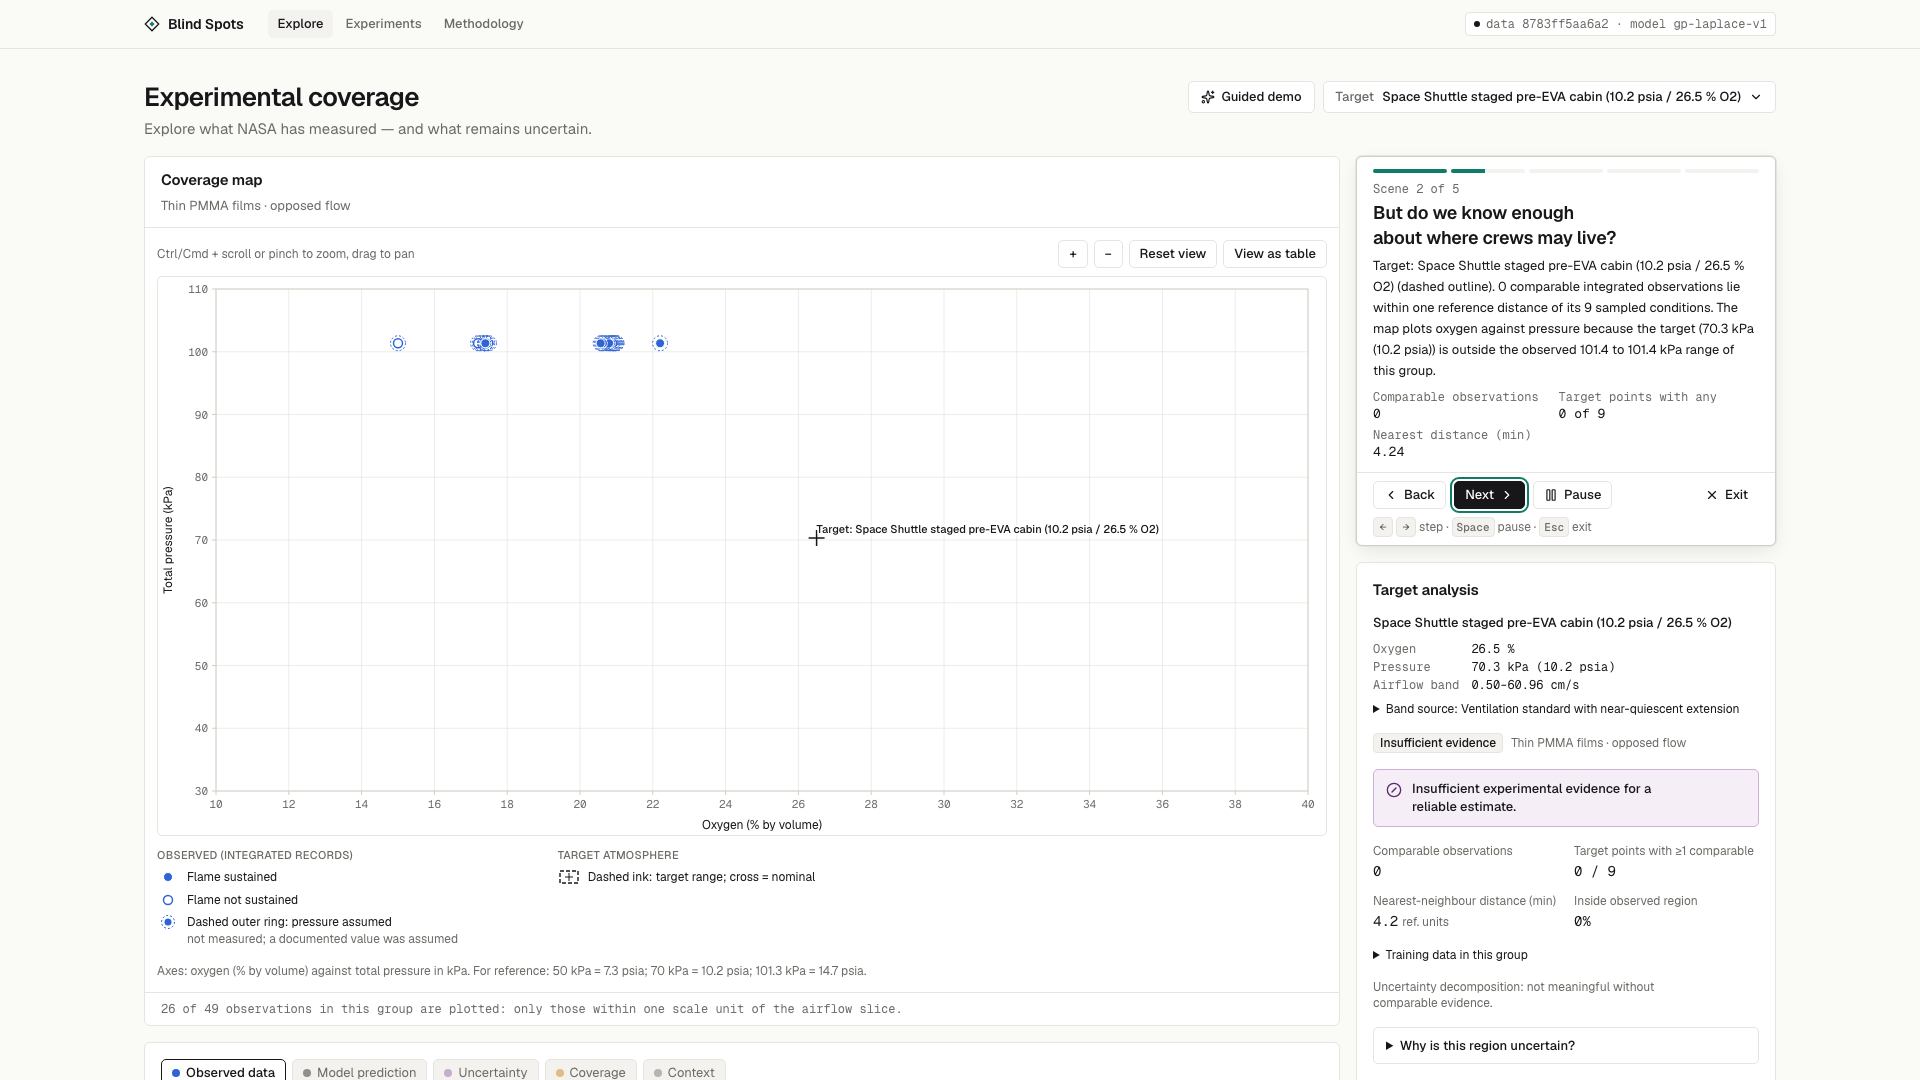 Blind Spots
Explore
Experiments
Methodology
data 8783ff5aa6a2 · model gp-laplace-v1
Experimental coverage
Explore what NASA has measured — and what remains uncertain.
Guided demo
Target Space Shuttle staged pre-EVA cabin (10.2 psia / 26.5 % O2)
Coverage map
Thin PMMA films · opposed flow
Ctrl/Cmd + scroll or pinch to zoom, drag to pan
+
−
Reset view
View as table
110
100
90
80
70
60
50
40
30
Total pressure (kPa)
Target: Space Shuttle staged pre-EVA cabin (10.2 psia / 26.5 % O2)
10 12 14 16 18 20 22 24 26 28 30 32 34 36 38 40
Oxygen (% by volume)
OBSERVED (INTEGRATED RECORDS)
Flame sustained
Flame not sustained
Dashed outer ring: pressure assumed
not measured; a documented value was assumed
TARGET ATMOSPHERE
Dashed ink: target range; cross = nominal
Axes: oxygen (% by volume) against total pressure in kPa. For reference: 50 kPa = 7.3 psia; 70 kPa = 10.2 psia; 101.3 kPa = 14.7 psia.
26 of 49 observations in this group are plotted: only those within one scale unit of the airflow slice.
Observed data
Model prediction
Uncertainty
Coverage
Context
Scene 2 of 5
But do we know enough
about where crews may live?
Target: Space Shuttle staged pre-EVA cabin (10.2 psia / 26.5 %
O2) (dashed outline). 0 comparable integrated observations lie
within one reference distance of its 9 sampled conditions. The
map plots oxygen against pressure because the target (70.3 kPa
(10.2 psia)) is outside the observed 101.4 to 101.4 kPa range of
this group.
Comparable observations
0
Target points with any
0 of 9
Nearest distance (min)
4.24
Back
Next
Pause
Exit
← → step · Space pause · Esc exit
Target analysis
Space Shuttle staged pre-EVA cabin (10.2 psia / 26.5 % O2)
Oxygen 26.5 %
Pressure 70.3 kPa (10.2 psia)
Airflow band 0.50–60.96 cm/s
Band source: Ventilation standard with near-quiescent extension
Insufficient evidence
Thin PMMA films · opposed flow
Insufficient experimental evidence for a
reliable estimate.
Comparable observations
0
Target points with ≥1 comparable
0 / 9
Nearest-neighbour distance (min)
4.2 ref. units
Inside observed region
0%
Training data in this group
Uncertainty decomposition: not meaningful without
comparable evidence.
Why is this region uncertain?